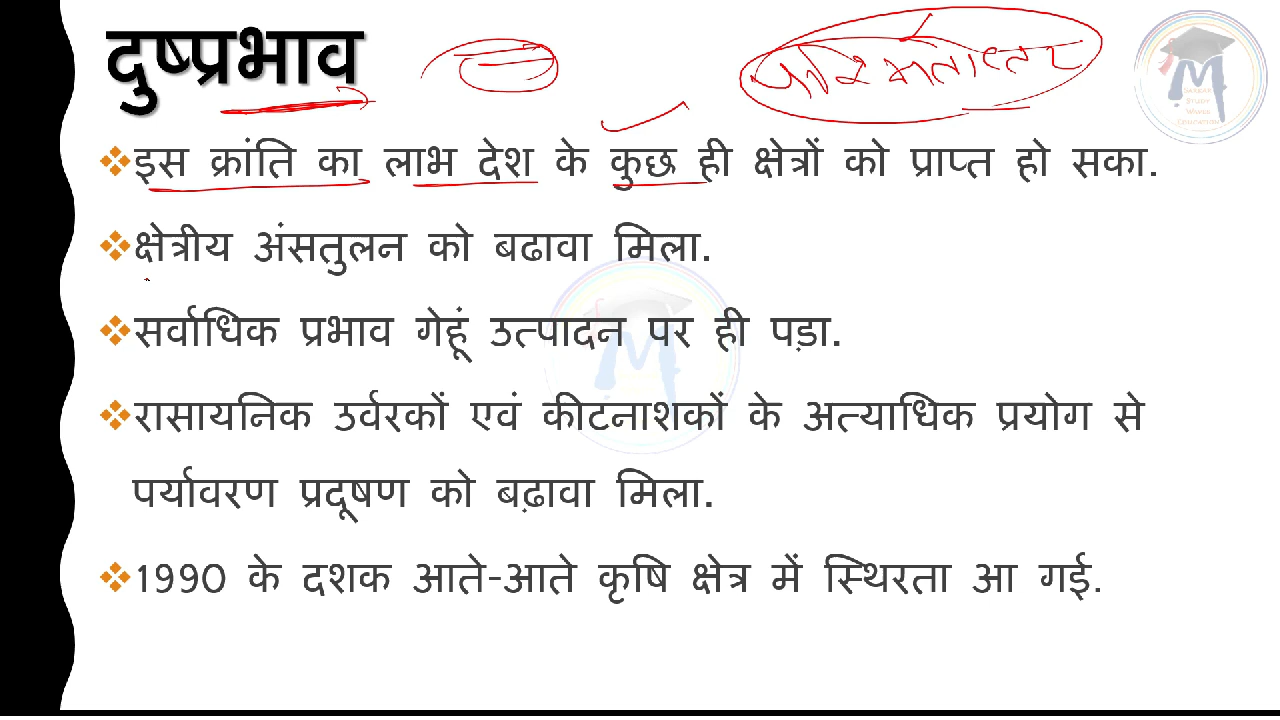 दुष्प्रभाव
इस क्रांति का लाभ देश के कुछ ही क्षेत्रों को प्राप्त हो सका.
क्षेत्रीय अंसतुलन को बढावा मिला.
सर्वाधिक प्रभाव गेहूं उत्पादन पर ही पड़ा.
रासायनिक उर्वरकों एवं कीटनाशकों के अत्याधिक प्रयोग से
पर्यावरण प्रदूषण को बढ़ावा मिला.
1990 के दशक आते-आते कृषि क्षेत्र में स्थिरता आ गई.